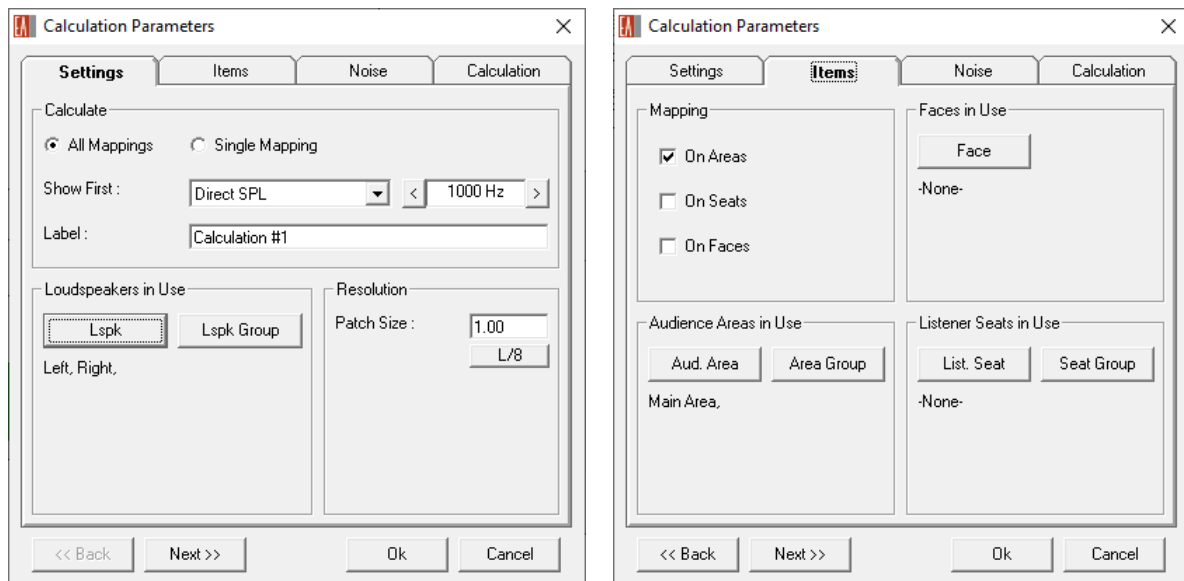 EA Calculation Parameters
Settings Items Noise Calculation
Calculate
All Mappings Single Mapping
Show First : Direct SPL < 1000 Hz >
Label : Calculation #1
Loudspeakers in Use
Lspk Lspk Group
Left, Right,
Resolution
Patch Size : 1.00
L/8
<< Back Next >> Ok Cancel
EA Calculation Parameters
Settings Items Noise Calculation
Mapping
On Areas
On Seats
On Faces
Faces in Use
Face
-None-
Audience Areas in Use
Aud. Area Area Group
Main Area,
Listener Seats in Use
List. Seat Seat Group
-None-
<< Back Next >> Ok Cancel